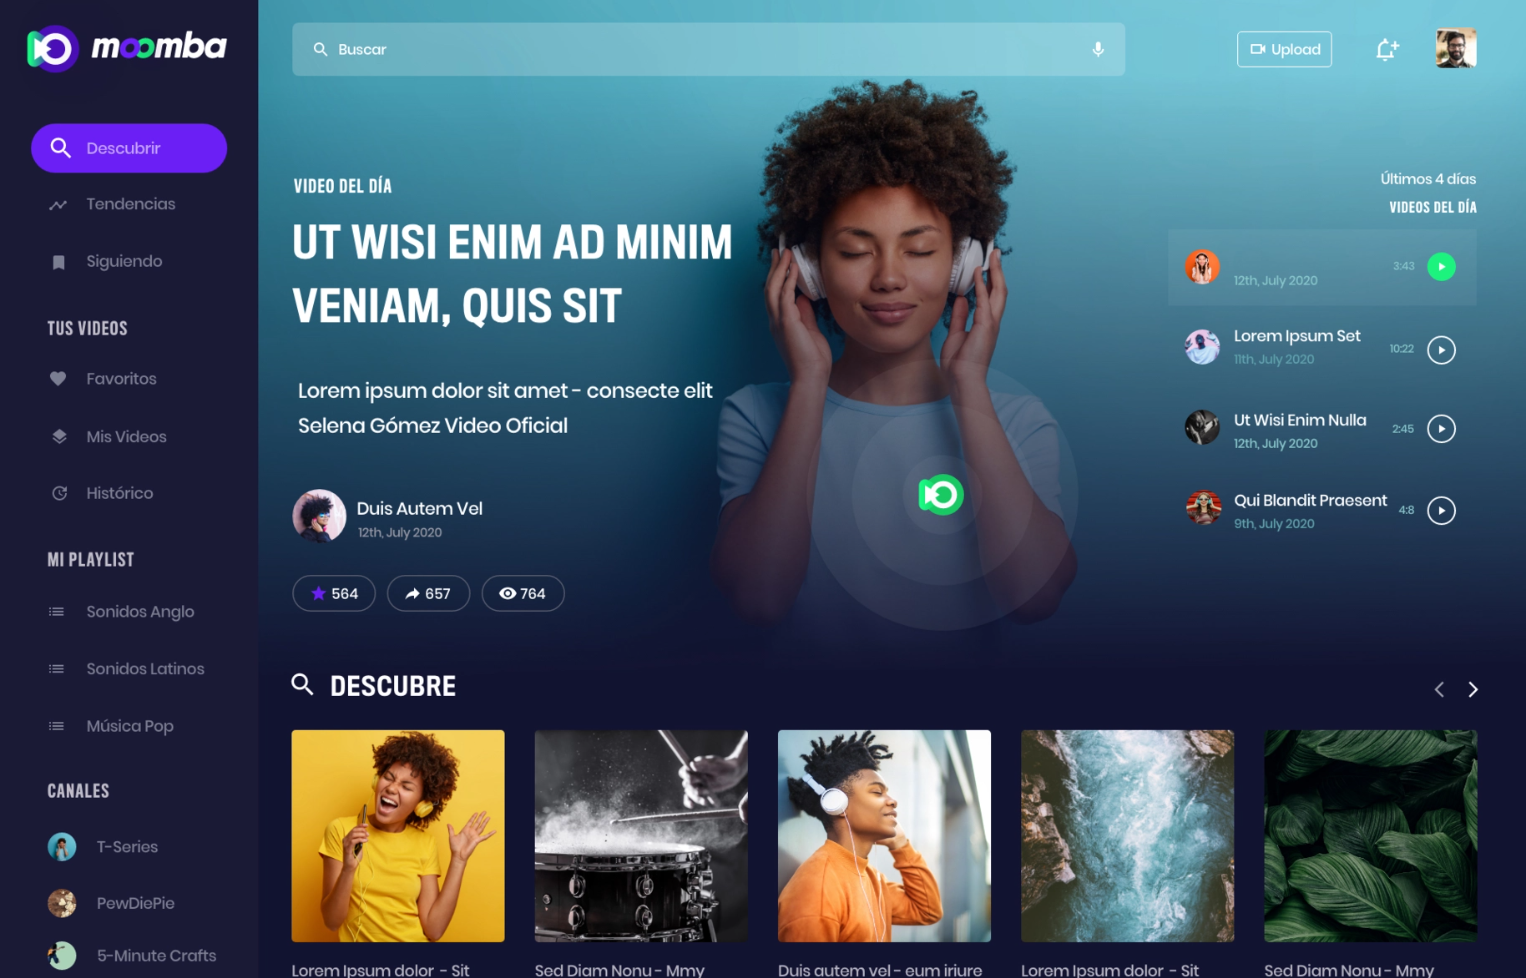 moomba
Buscar
Upload
Descubrir
Tendencias
Siguiendo
TUS VIDEOS
Favoritos
Mis Videos
Histórico
MI PLAYLIST
Sonidos Anglo
Sonidos Latinos
Música Pop
CANALES
T-Series
PewDiePie
5-Minute Crafts
VIDEO DEL DÍA
UT WISI ENIM AD MINIM
VENIAM, QUIS SIT
Lorem ipsum dolor sit amet - consecte elit
Selena Gómez Video Oficial
Duis Autem Vel
12th, July 2020
564
657
764
Últimos 4 días
VIDEOS DEL DÍA
12th, July 2020
3:43
Lorem Ipsum Set
11th, July 2020
10:22
Ut Wisi Enim Nulla
12th, July 2020
2:45
Qui Blandit Praesent
9th, July 2020
4:8
DESCUBRE
Lorem Ipsum dolor - Sit
Sed Diam Nonu - Mmy
Duis autem vel - eum iriure
Lorem Ipsum dolor - Sit
Sed Diam Nonu - Mmy